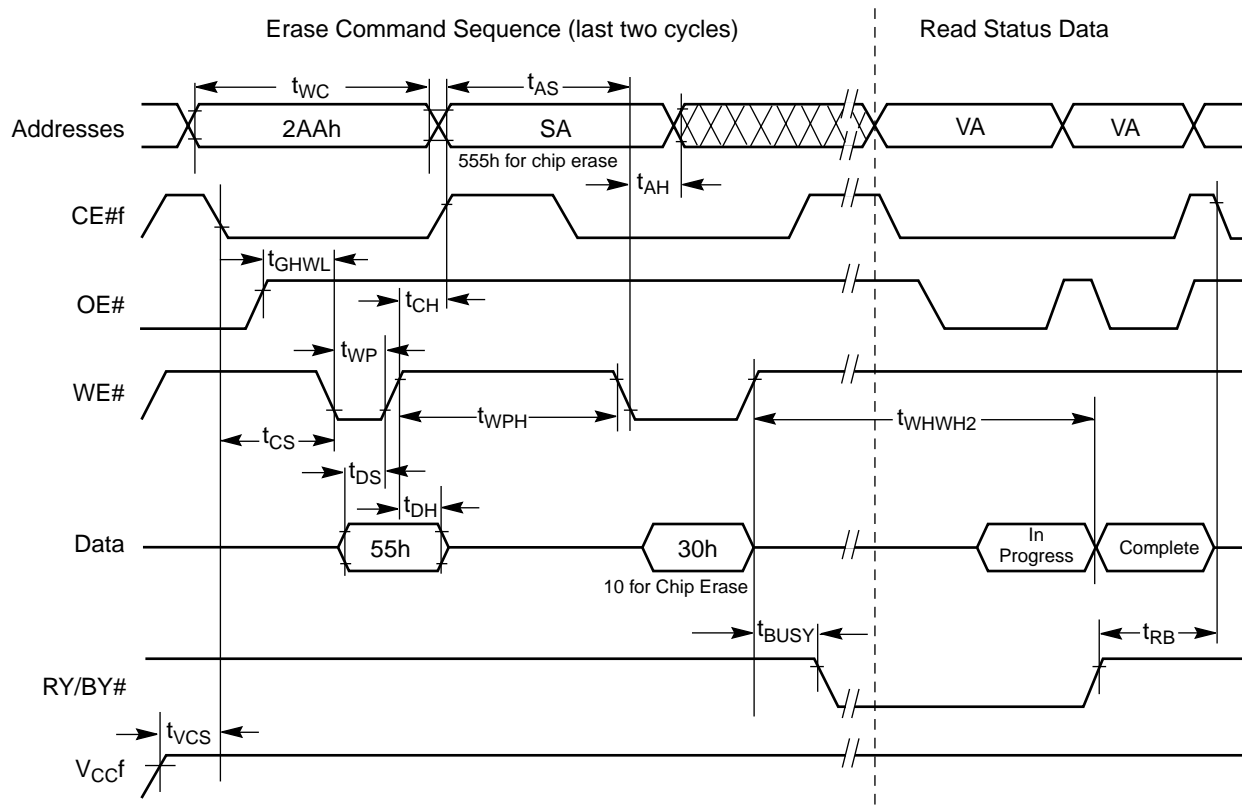 Erase Command Sequence (last two cycles)
Read Status Data
tWC
tAS
Addresses
2AAh
SA
VA
VA
555h for chip erase
tAH
CE#f
tGHWL
OE#
tCH
tWP
WE#
tWPH
tWHWH2
tCS
tDS
tDH
Data
55h
30h
In
Progress
Complete
10 for Chip Erase
tBUSY
tRB
RY/BY#
tVCS
VCCf